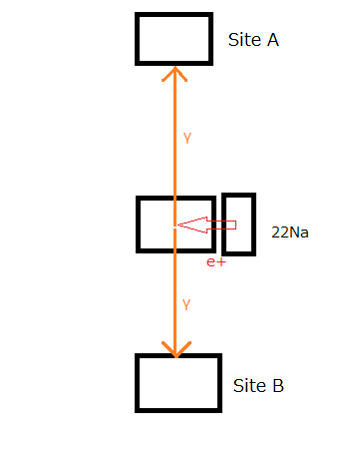 Site A
γ
22Na
e+
γ
Site B